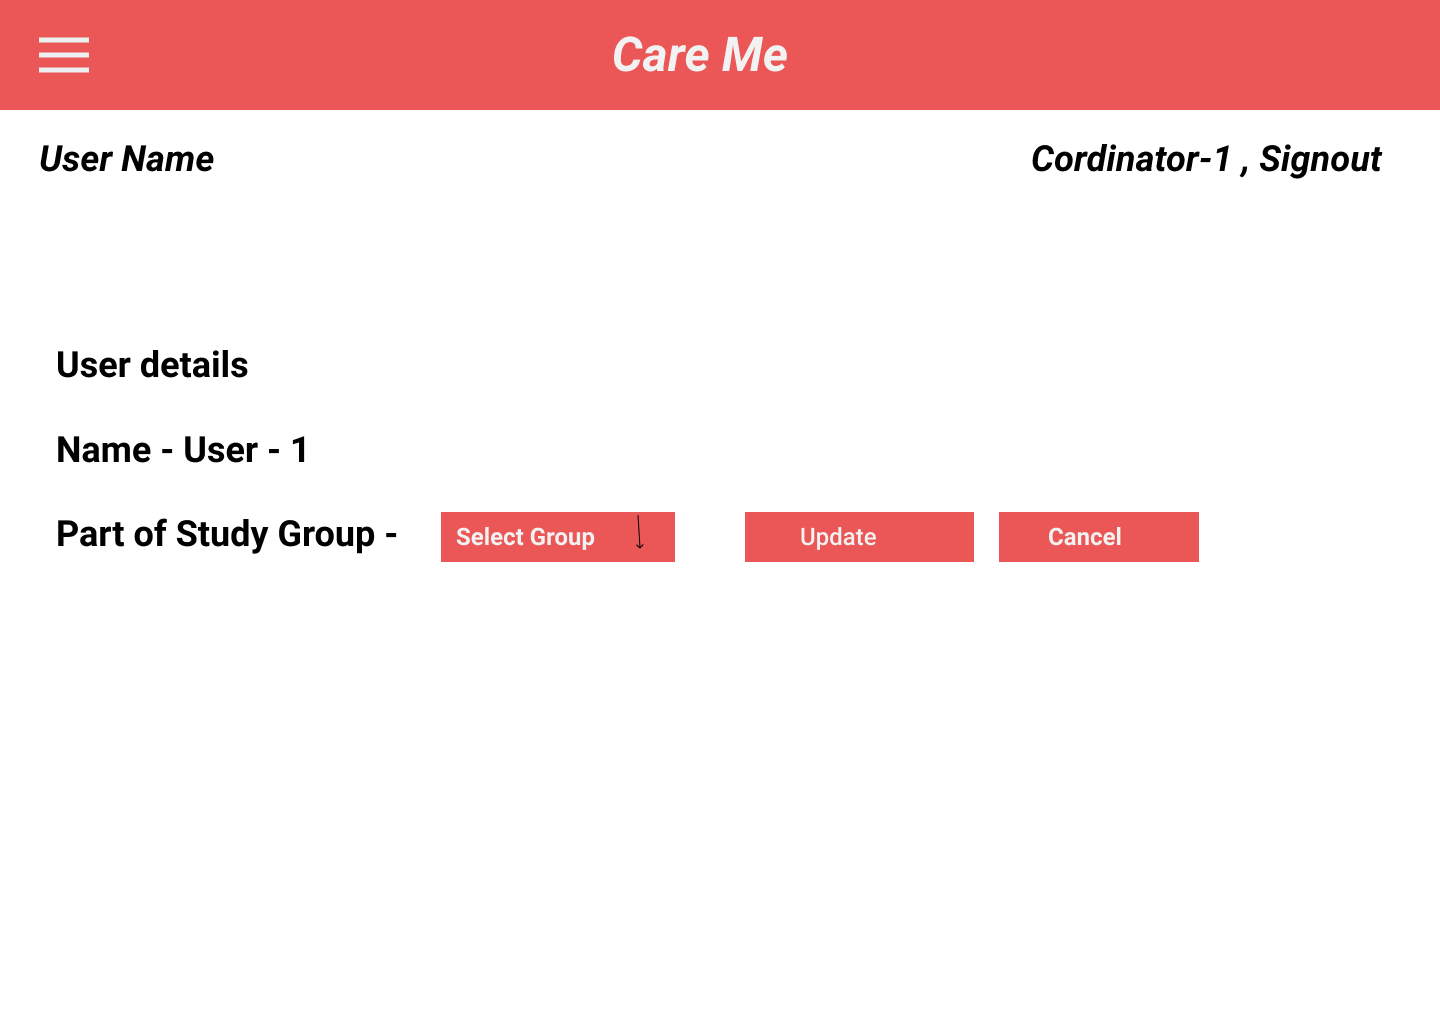 Care Me
User Name
Cordinator-1 , Signout
User details
Name - User - 1
Part of Study Group -
Select Group
Update
Cancel